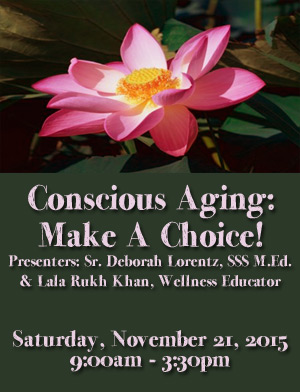 Conscious Aging:
Make A Choice!
Presenters: Sr. Deborah Lorentz, SSS M.Ed.
& Lala Rukh Khan, Wellness Educator
Saturday, November 21, 2015
9:00am - 3:30pm